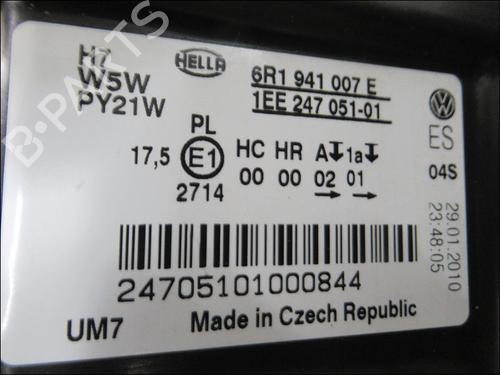 H7
W5W
PY21W
HELLA
6R1 941 007 E
1EE 247 051-01
ES
04S
PL
17,5 E1
2714
HC HR A 1a
00 00 02 01
29.01.2010
23:48:05
24705101000844
UM7
Made in Czech Republic
B-PARTS